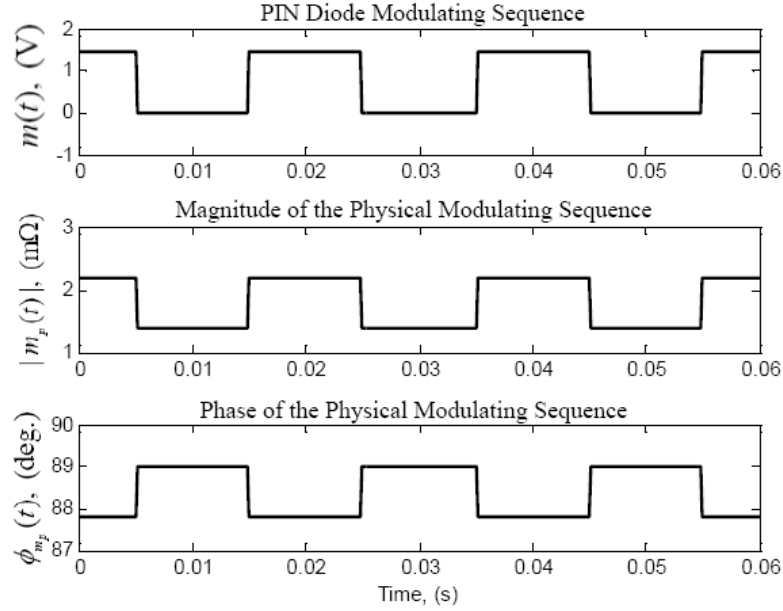 PIN Diode Modulating Sequence
m(t), (V)
2
1
0
-1
0 0.01 0.02 0.03 0.04 0.05 0.06
Magnitude of the Physical Modulating Sequence
| m_p (t) |, (mΩ)
3
2
1
0 0.01 0.02 0.03 0.04 0.05 0.06
Phase of the Physical Modulating Sequence
ϕ_{m_p} (t), (deg.)
90
89
88
87
0 0.01 0.02 0.03 0.04 0.05 0.06
Time, (s)